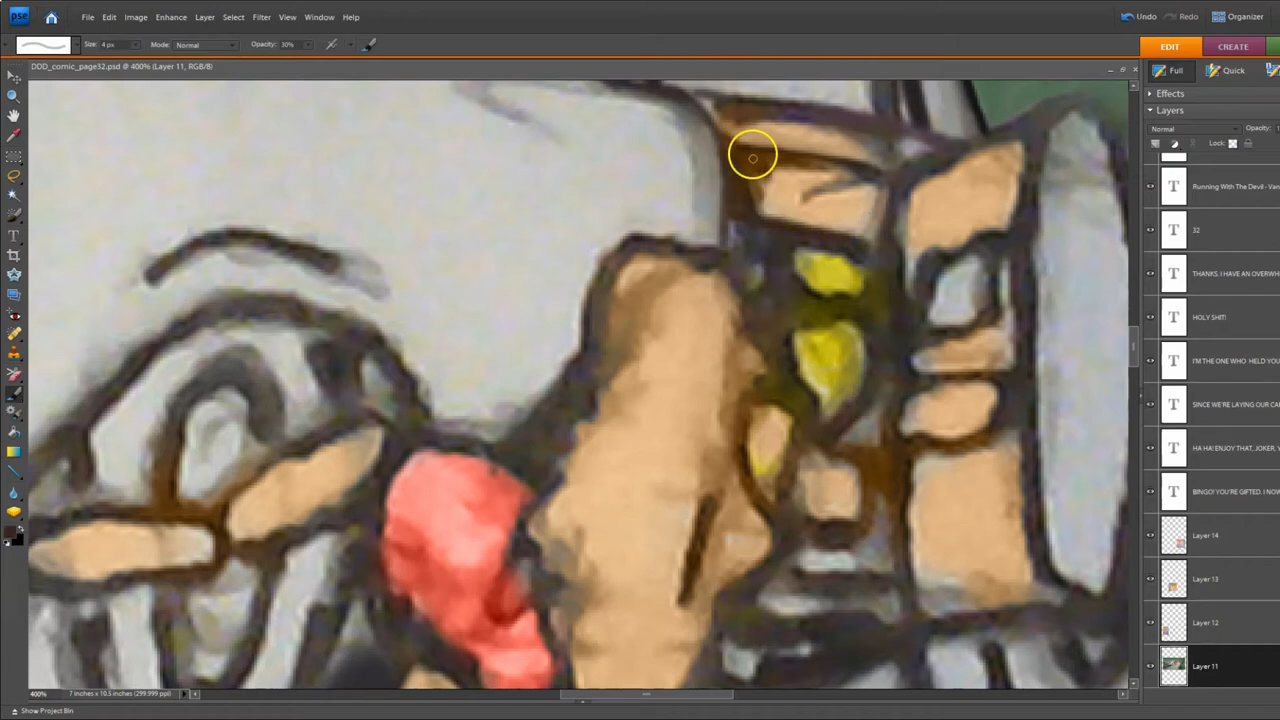 pse File Edit Image Enhance Layer Select Filter View Window Help Undo Redo Organizer
Size: 4 px Mode: Normal Opacity: 30% EDIT CREATE
DDD_comic_page32.psd @ 400% (Layer 11, RGB/8)
Full Quick
Effects
Layers
Normal Opacity:
Lock:
T Running With The Devil - Van
T 32
T THANKS. I HAVE AN OVERWH
T HOLY SHIT!
T I'M THE ONE WHO HELD YOU
T SINCE WE'RE LAYING OUR CA
T HA HA! ENJOY THAT, JOKER. Y
T BINGO! YOU'RE GIFTED. I NOW
Layer 14
Layer 13
Layer 12
Layer 11
400% 7 inches x 10.5 inches (299.999 ppi)
Show Project Bin